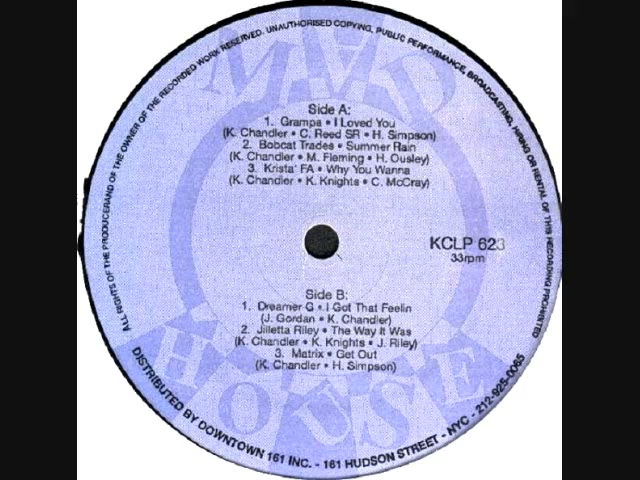 ALL RIGHTS OF THE PRODUCERAND OF THE OWNER OF THE RECORDED WORK RESERVED. UNAUTHORISED COPYING, PUBLIC PERFORMANCE, BROADCASTING, HIRING OR RENTAL OF THIS RECORDING PROHIBITED
MAD
Side A:
1. Grampa • I Loved You
(K. Chandler • C. Reed SR • H. Simpson)
2. Bobcat Trades • Summer Rain
(K. Chandler • M. Fleming • H. Ousley)
3. Krista' FA • Why You Wanna
(K. Chandler • K. Knights • C. McCray)
KCLP 623
33rpm
Side B:
1. Dreamer G • I Got That Feelin
(J. Gordan • K. Chandler)
2. Jilletta Riley • The Way It Was
(K. Chandler • K. Knights • J. Riley)
3. Matrix • Get Out
(K. Chandler • H. Simpson)
HOUSE
DISTRIBUTED BY DOWNTOWN 161 INC. - 161 HUDSON STREET - NYC - 212-925-0065